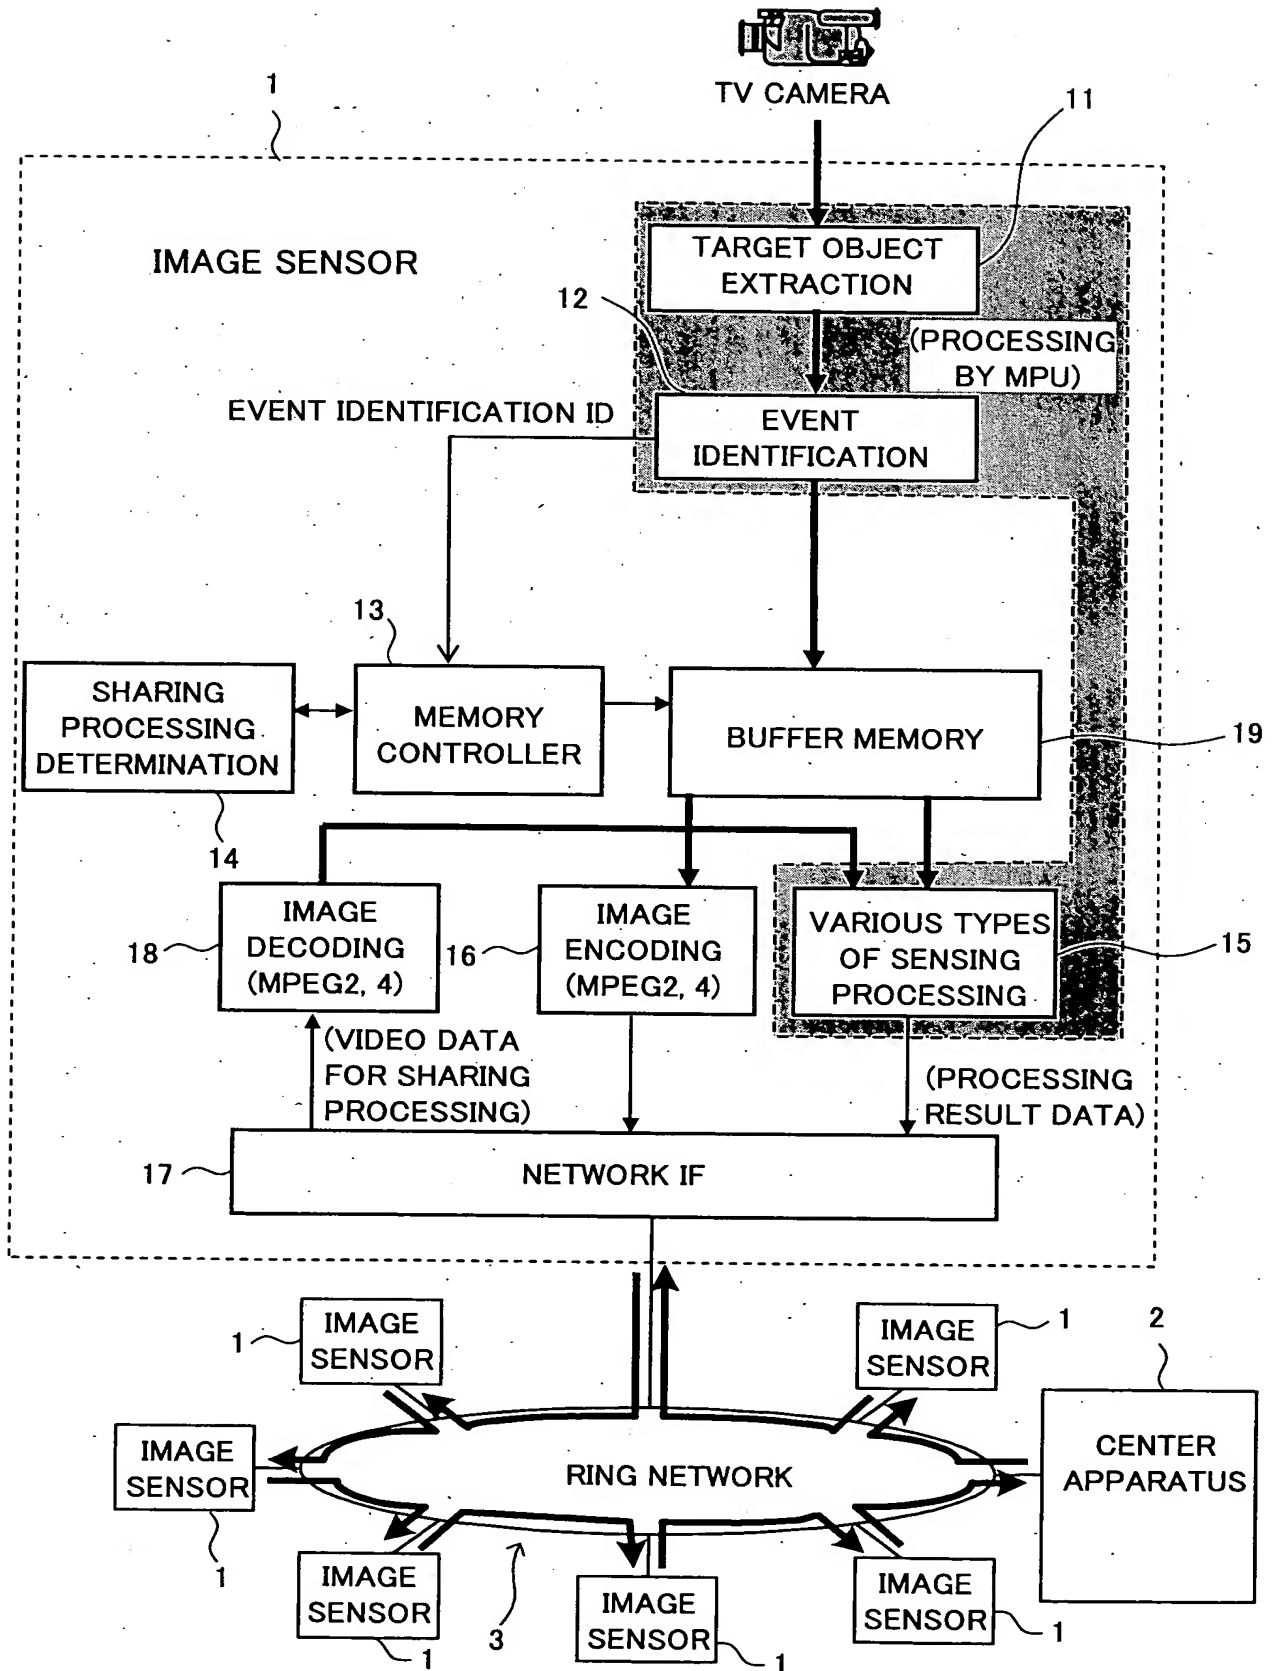 TV CAMERA
1
11
IMAGE SENSOR
TARGET OBJECT
EXTRACTION
12
(PROCESSING
BY MPU)
EVENT IDENTIFICATION ID
EVENT
IDENTIFICATION
13
SHARING
PROCESSING
DETERMINATION
MEMORY
CONTROLLER
BUFFER MEMORY
19
14
IMAGE
DECODING
(MPEG2, 4)
18
IMAGE
ENCODING
(MPEG2, 4)
16
VARIOUS TYPES
OF SENSING
PROCESSING
15
(VIDEO DATA
FOR SHARING
PROCESSING)
(PROCESSING
RESULT DATA)
17
NETWORK IF
1
IMAGE
SENSOR
IMAGE
SENSOR
1
2
IMAGE
SENSOR
1
RING NETWORK
CENTER
APPARATUS
IMAGE
SENSOR
1
3
IMAGE
SENSOR
1
IMAGE
SENSOR
1